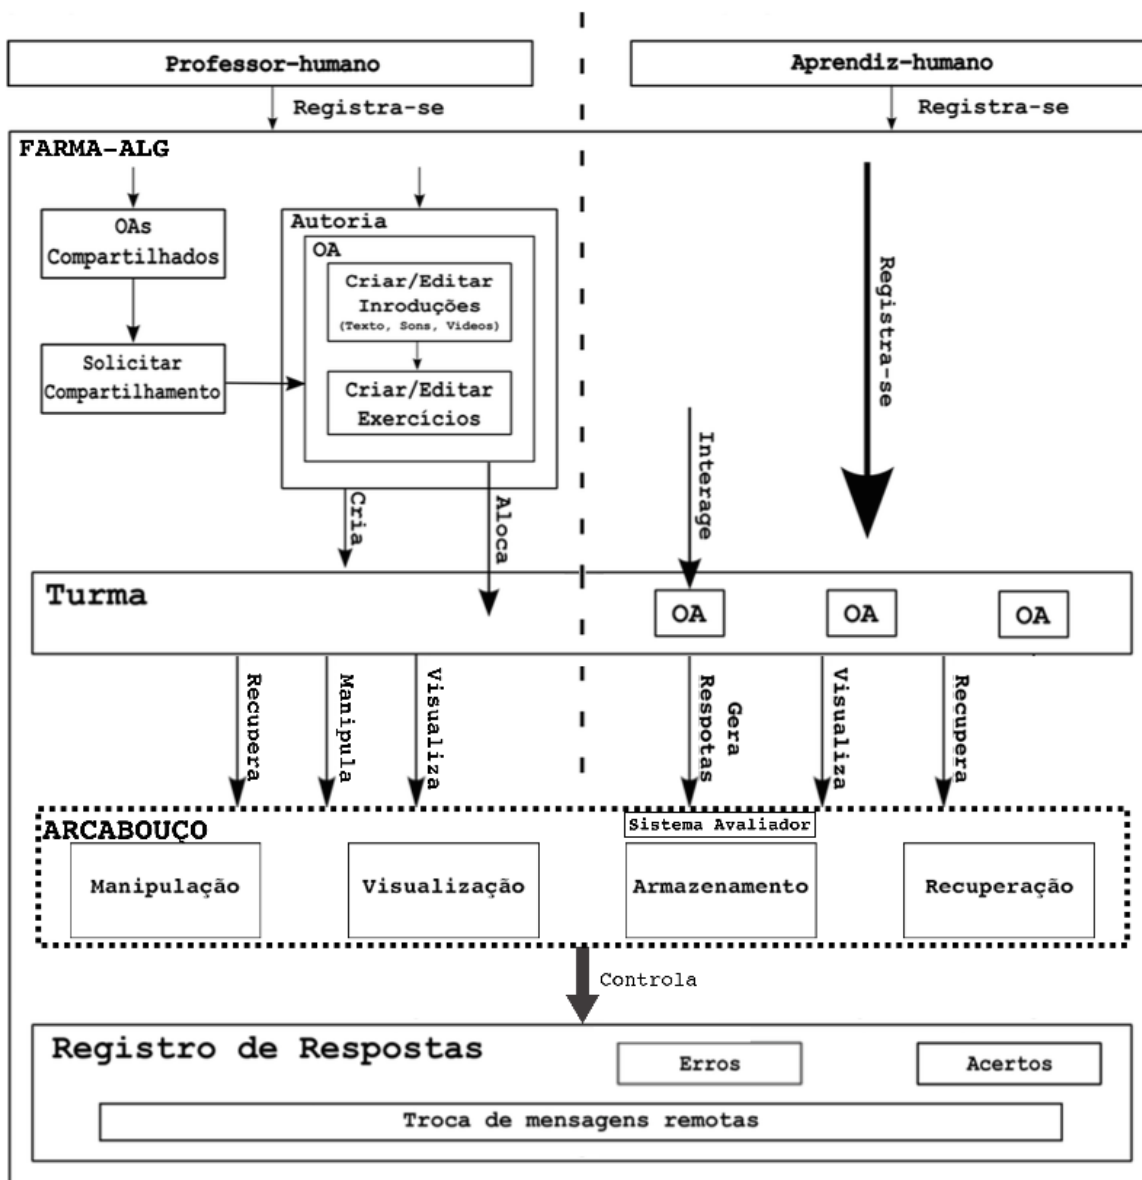 Professor-humano
Aprendiz-humano
Registra-se
Registra-se
FARMA-ALG
OAs
Compartilhados
Solicitar
Compartilhamento
Autoria
OA
Criar/Editar
Inroduções
(Texto, Sons, Videos)
Criar/Editar
Exercícios
Cria
Aloca
Interage
Registra-se
Turma
OA
OA
OA
Recupera
Manipula
Visualiza
Gera
Respotas
Visualiza
Recupera
ARCABOUÇO
Sistema Avaliador
Manipulação
Visualização
Armazenamento
Recuperação
Controla
Registro de Respostas
Erros
Acertos
Troca de mensagens remotas